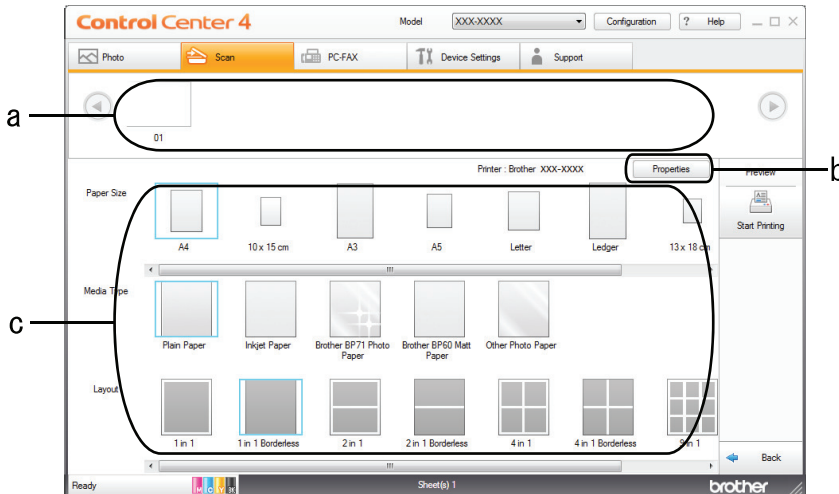 Control Center 4
Model XXX-XXXX Configuration ? Help
Photo Scan PC-FAX Device Settings Support
a
01
Printer : Brother XXX-XXXX Properties
b
Preview
Start Printing
Paper Size
A4 10 x 15 cm A3 A5 Letter Ledger 13 x 18 cm
c
Media Type
Plain Paper Inkjet Paper Brother BP71 Photo Paper Brother BP60 Matt Paper Other Photo Paper
Layout
1 in 1 1 in 1 Borderless 2 in 1 2 in 1 Borderless 4 in 1 4 in 1 Borderless 9 in 1
Back
Ready M C Y BK Sheet(s) 1 brother